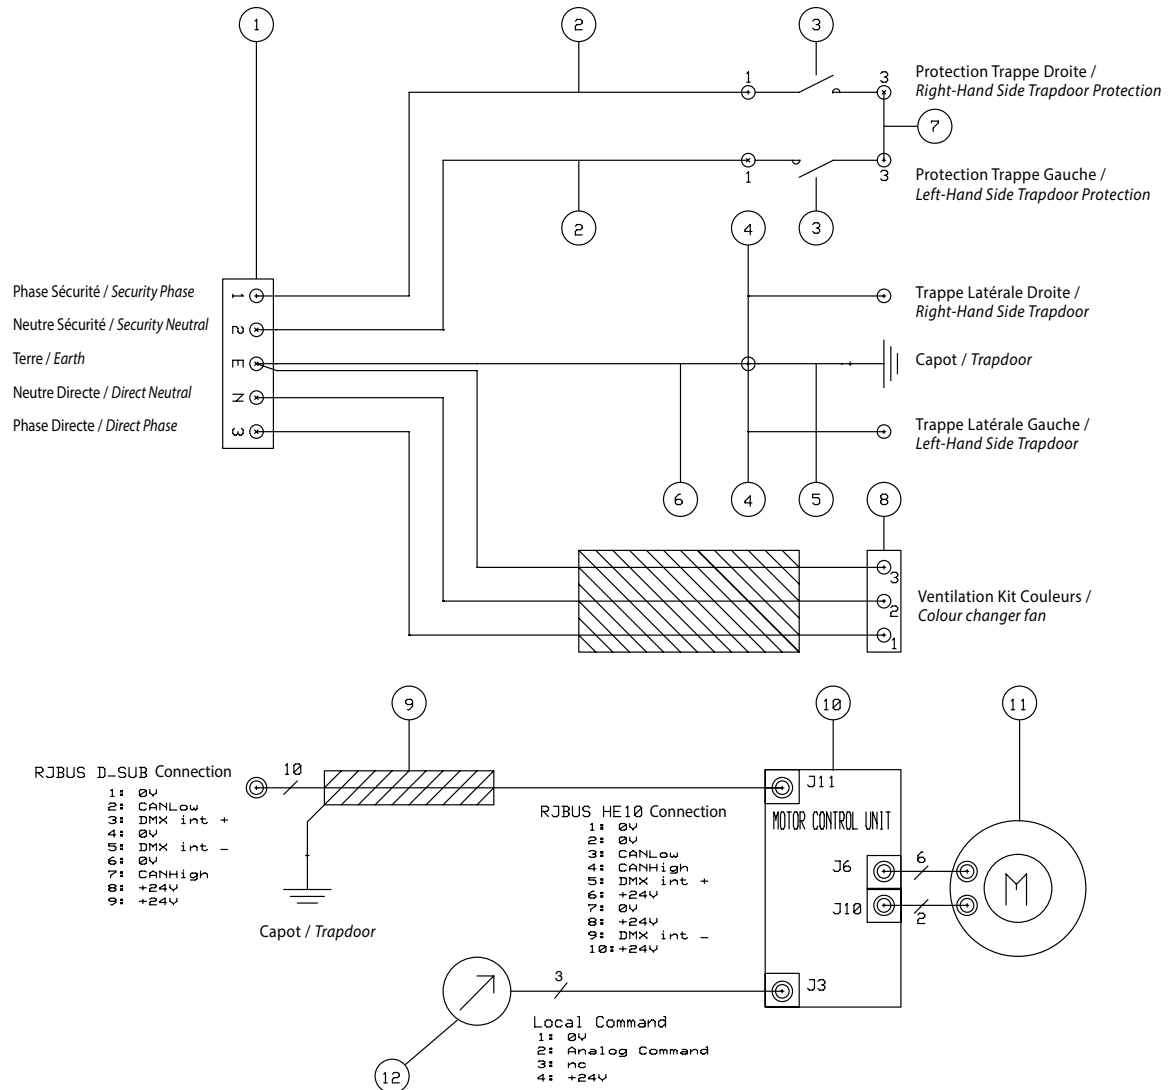 1
2
3
1
3
Protection Trappe Droite /
Right-Hand Side Trapdoor Protection
7
1
3
Protection Trappe Gauche /
Left-Hand Side Trapdoor Protection
2
4
3
Phase Sécurité / Security Phase
1
Trappe Latérale Droite /
Right-Hand Side Trapdoor
Neutre Sécurité / Security Neutral
2
Terre / Earth
E
Capot / Trapdoor
Neutre Directe / Direct Neutral
N
Phase Directe / Direct Phase
3
Trappe Latérale Gauche /
Left-Hand Side Trapdoor
6
4
5
8
3
2
1
Ventilation Kit Couleurs /
Colour changer fan
9
10
11
RJBUS D_SUB Connection
1: 0V
2: CANLow
3: DMX int +
4: 0V
5: DMX int -
6: 0V
7: CANHigh
8: +24V
9: +24V
10
Capot / Trapdoor
RJBUS HE10 Connection
1: 0V
2: 0V
3: CANLow
4: CANHigh
5: DMX int +
6: +24V
7: 0V
8: +24V
9: DMX int -
10: +24V
J11
MOTOR CONTROL UNIT
J6
6
J10
2
M
J3
3
Local Command
1: 0V
2: Analog Command
3: nc
4: +24V
12